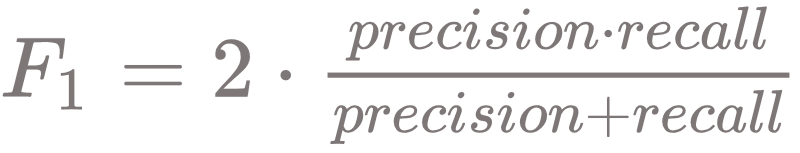 F₁ = 2 · precision·recall
precision+recall